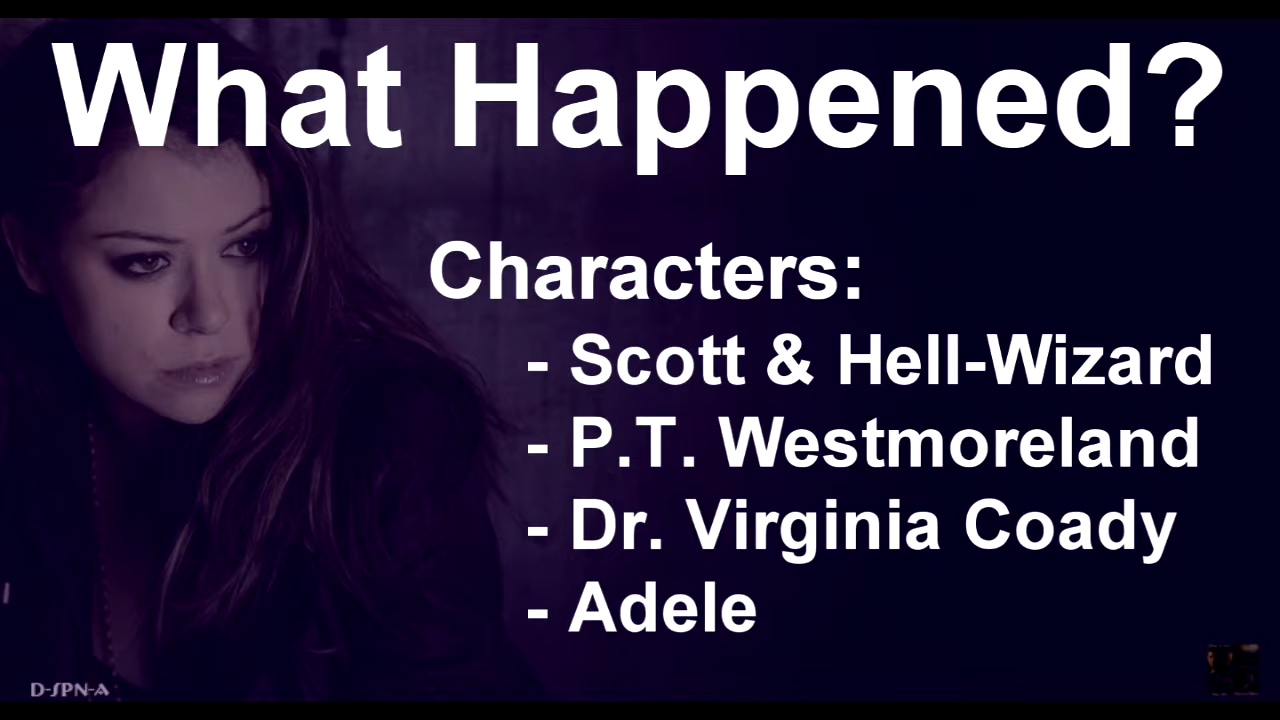 What Happened?
Characters:
- Scott & Hell-Wizard
- P.T. Westmoreland
- Dr. Virginia Coady
- Adele
D-SPN-A